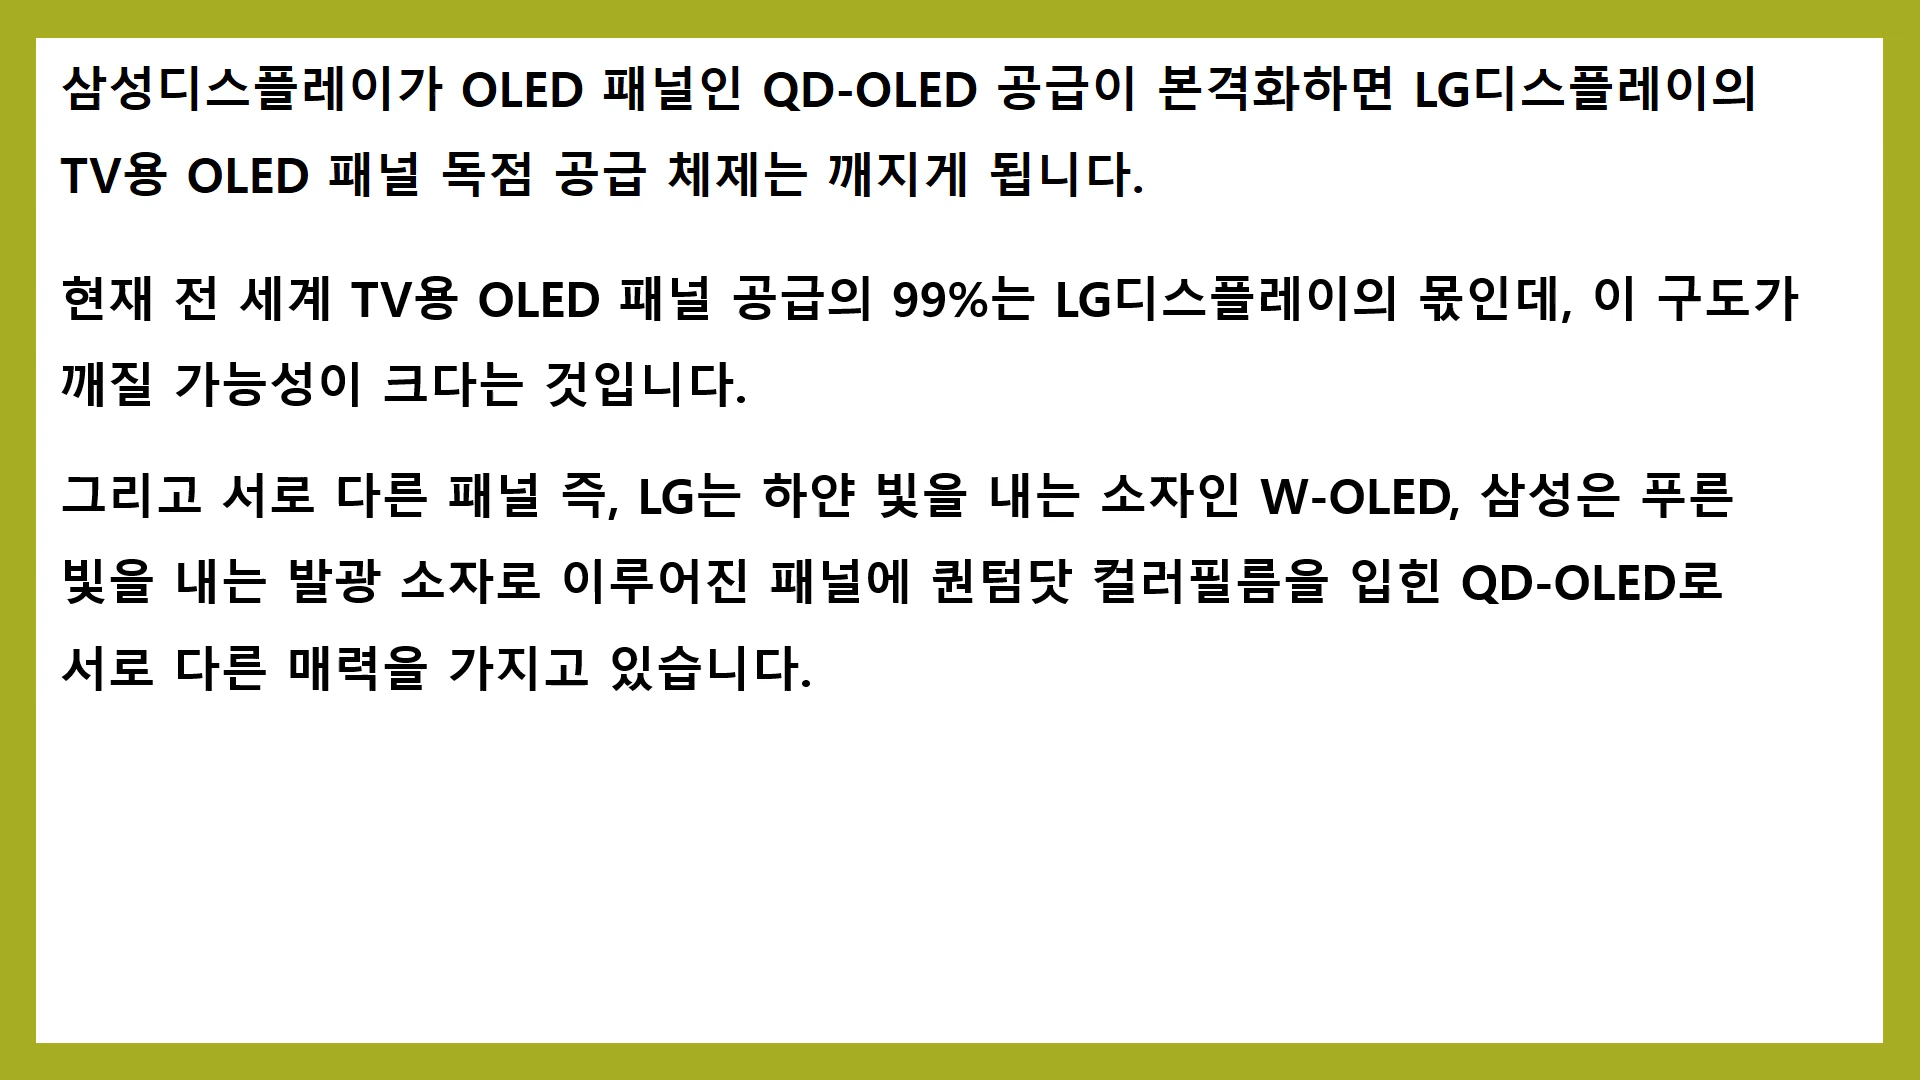 삼성디스플레이가 OLED 패널인 QD-OLED 공급이 본격화하면 LG디스플레이의
TV용 OLED 패널 독점 공급 체제는 깨지게 됩니다.
현재 전 세계 TV용 OLED 패널 공급의 99%는 LG디스플레이의 몫인데, 이 구도가
깨질 가능성이 크다는 것입니다.
그리고 서로 다른 패널 즉, LG는 하얀 빛을 내는 소자인 W-OLED, 삼성은 푸른
빛을 내는 발광 소자로 이루어진 패널에 퀀텀닷 컬러필름을 입힌 QD-OLED로
서로 다른 매력을 가지고 있습니다.